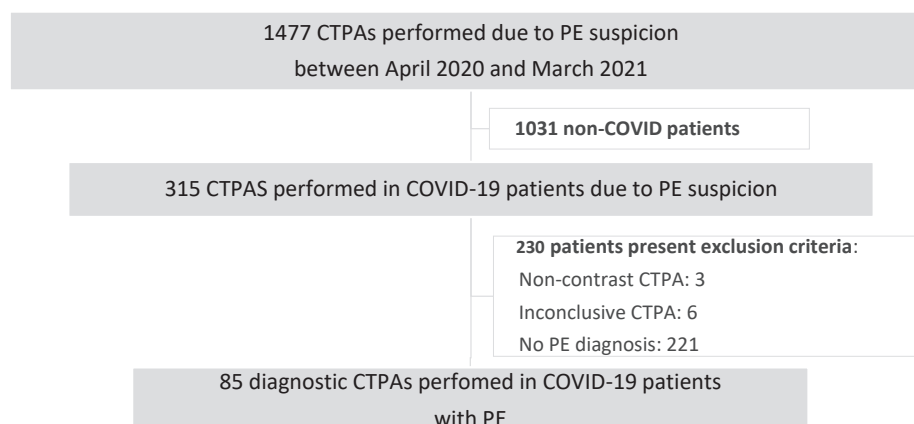 1477 CTPAs performed due to PE suspicion
between April 2020 and March 2021
1031 non-COVID patients
315 CTPAS performed in COVID-19 patients due to PE suspicion
230 patients present exclusion criteria:
Non-contrast CTPA: 3
Inconclusive CTPA: 6
No PE diagnosis: 221
85 diagnostic CTPAs perfomed in COVID-19 patients
with PE